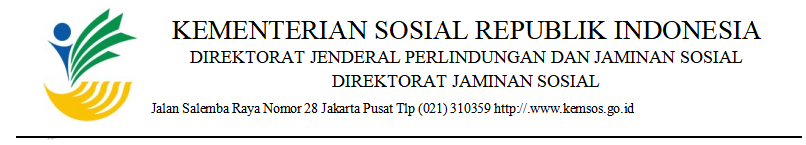 KEMENTERIAN SOSIAL REPUBLIK INDONESIA
DIREKTORAT JENDERAL PERLINDUNGAN DAN JAMINAN SOSIAL
DIREKTORAT JAMINAN SOSIAL
Jalan Salemba Raya Nomor 28 Jakarta Pusat Tlp (021) 310359 http//.www.kemsos.go.id